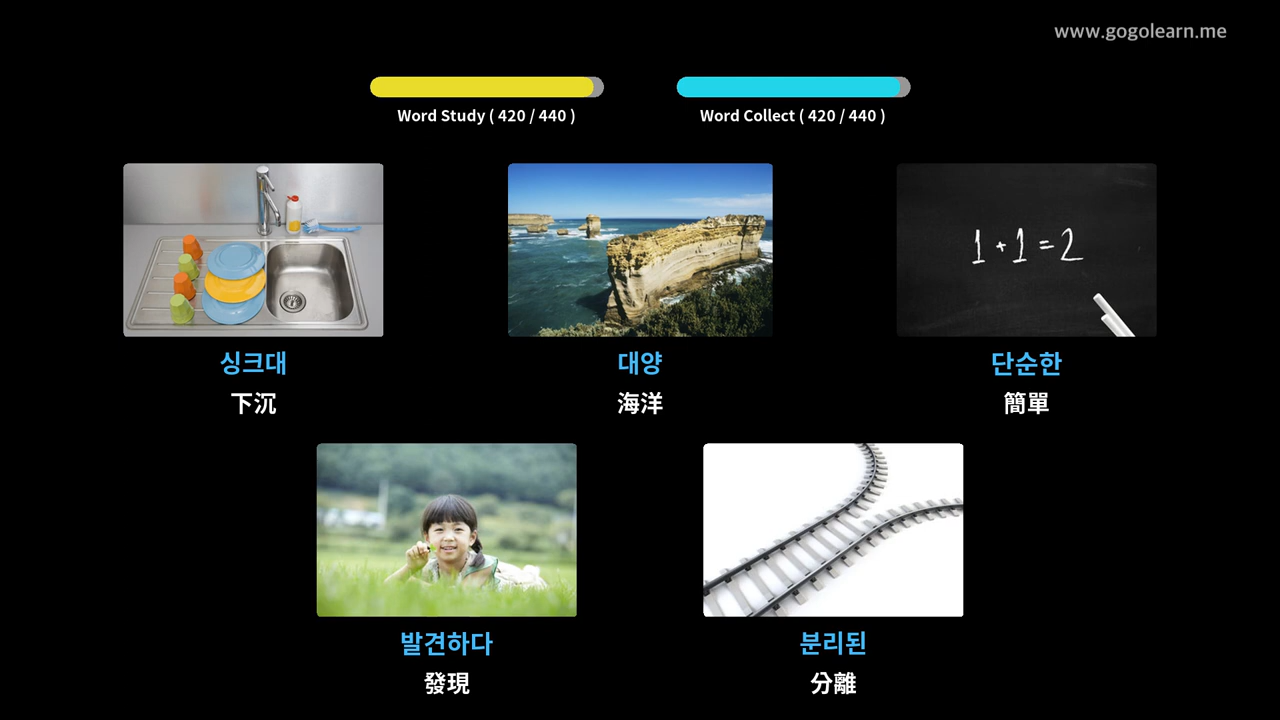 www.gogolearn.me
Word Study ( 420 / 440 )
Word Collect ( 420 / 440 )
1+1=2
싱크대
下沉
대양
海洋
단순한
簡單
발견하다
發現
분리된
分離